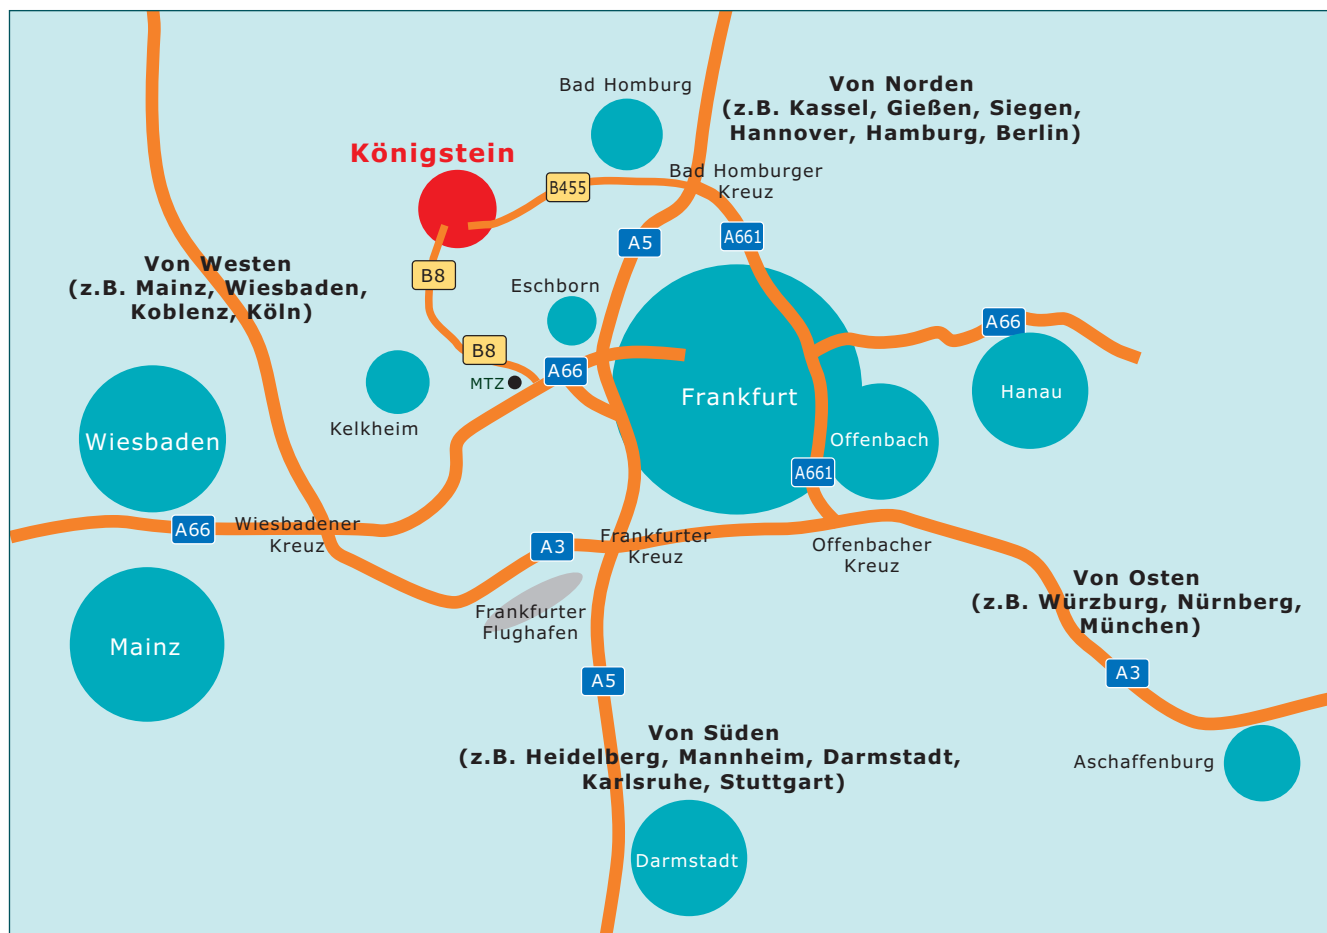 Bad Homburg
Von Norden
(z.B. Kassel, Gießen, Siegen,
Hannover, Hamburg, Berlin)
Königstein
Bad Homburger
Kreuz
B455
A5
A661
Von Westen
(z.B. Mainz, Wiesbaden,
Koblenz, Köln)
B8
Eschborn
A66
B8
A66
MTZ
Hanau
Frankfurt
Kelkheim
Wiesbaden
Offenbach
A661
A66
Wiesbadener
Kreuz
A3
Frankfurter
Kreuz
Offenbacher
Kreuz
Von Osten
(z.B. Würzburg, Nürnberg,
München)
Frankfurter
Flughafen
Mainz
A5
A3
Von Süden
(z.B. Heidelberg, Mannheim, Darmstadt,
Karlsruhe, Stuttgart)
Aschaffenburg
Darmstadt